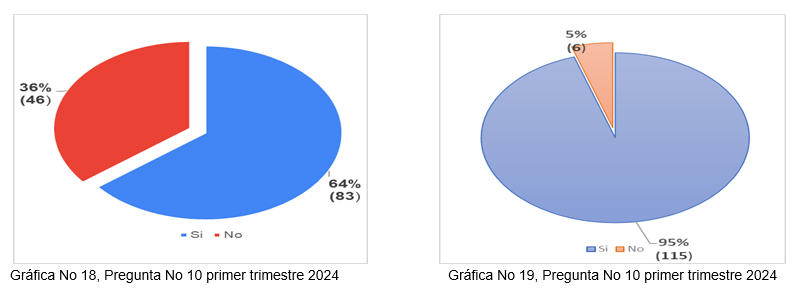 36%
(46)
64%
(83)
Si No
Gráfica No 18, Pregunta No 10 primer trimestre 2024
5%
(6)
95%
(115)
Si No
Gráfica No 19, Pregunta No 10 primer trimestre 2024